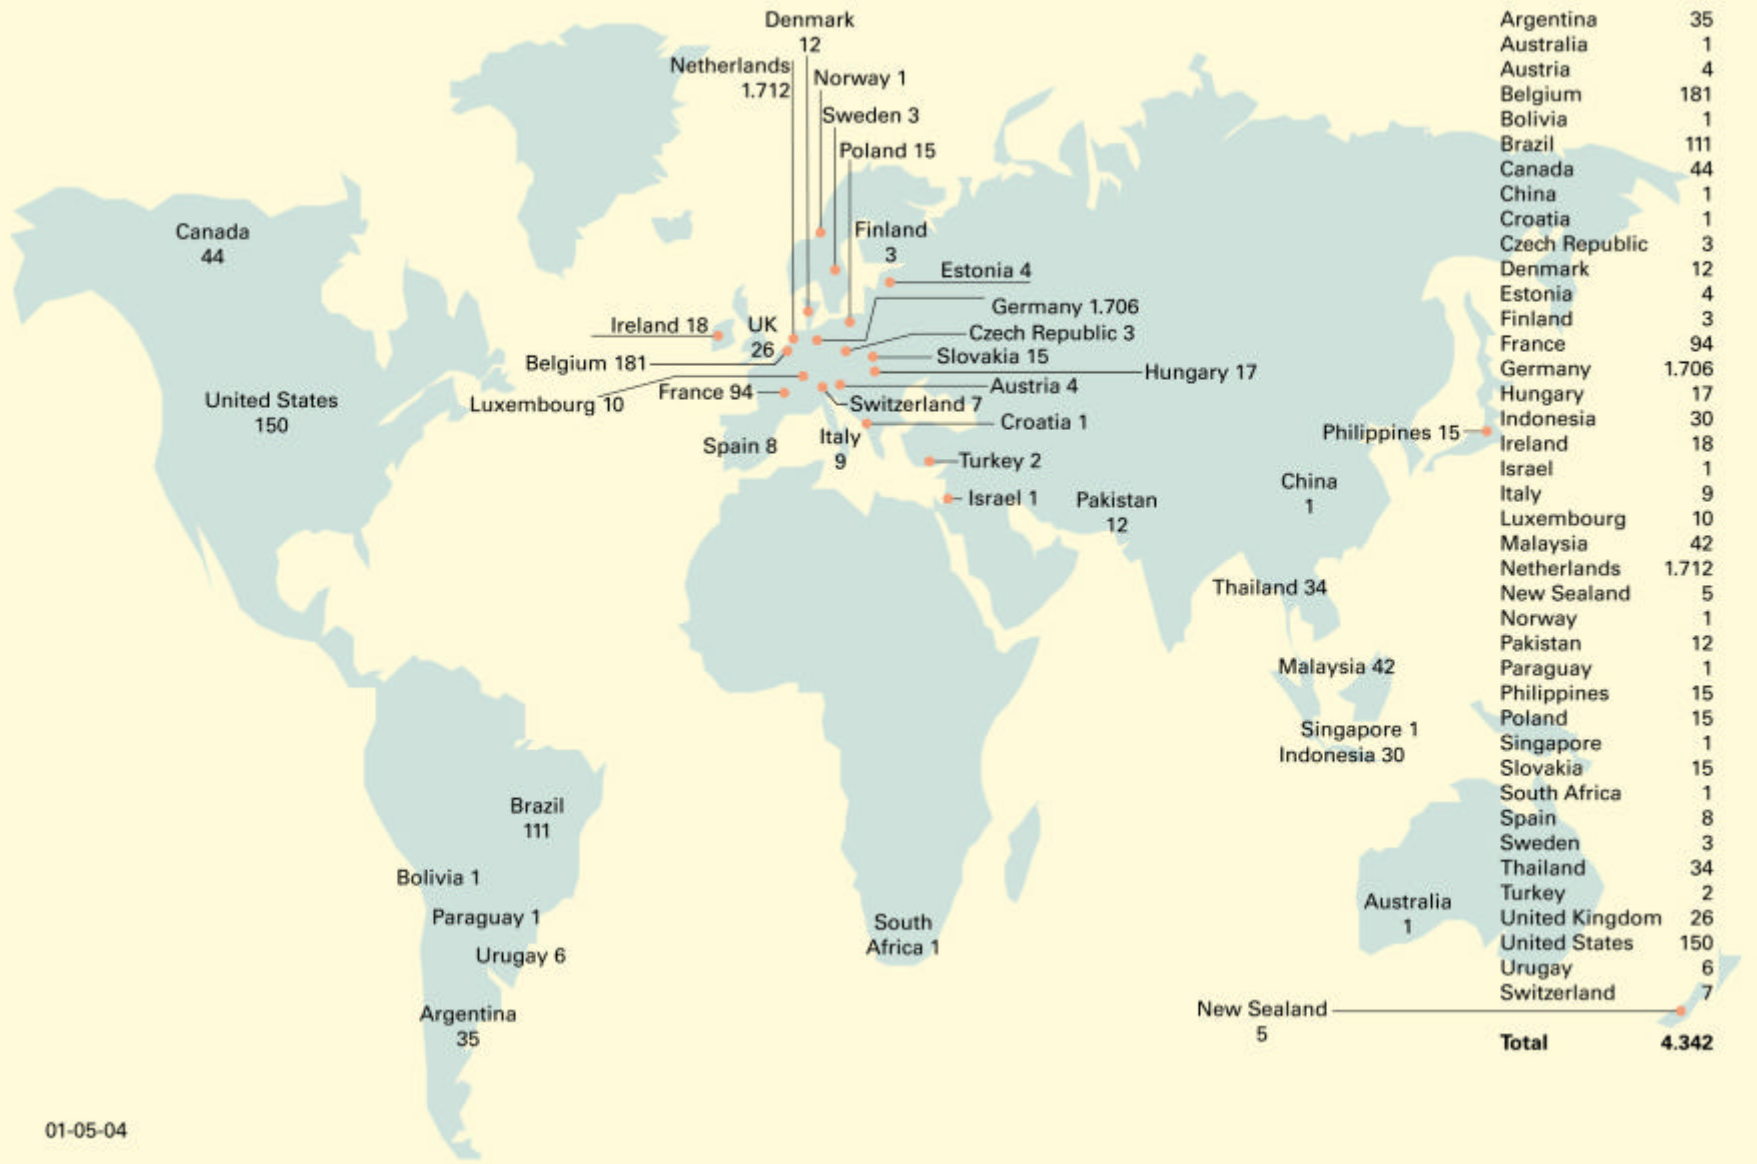 Denmark
12
Netherlands
1.712
Norway 1
Sweden 3
Poland 15
Canada
44
Finland
3
Estonia 4
Germany 1.706
Ireland 18
UK
26
Czech Republic 3
Belgium 181
Slovakia 15
Hungary 17
Luxembourg 10
France 94
Austria 4
Switzerland 7
United States
150
Croatia 1
Spain 8
Italy
9
Philippines 15
Turkey 2
Israel 1
Pakistan
12
China
1
Thailand 34
Malaysia 42
Singapore 1
Indonesia 30
Brazil
111
Bolivia 1
Paraguay 1
Urugay 6
Argentina
35
South
Africa 1
Australia
1
New Sealand
5
01-05-04
Argentina 35
Australia 1
Austria 4
Belgium 181
Bolivia 1
Brazil 111
Canada 44
China 1
Croatia 1
Czech Republic 3
Denmark 12
Estonia 4
Finland 3
France 94
Germany 1.706
Hungary 17
Indonesia 30
Ireland 18
Israel 1
Italy 9
Luxembourg 10
Malaysia 42
Netherlands 1.712
New Sealand 5
Norway 1
Pakistan 12
Paraguay 1
Philippines 15
Poland 15
Singapore 1
Slovakia 15
South Africa 1
Spain 8
Sweden 3
Thailand 34
Turkey 2
United Kingdom 26
United States 150
Urugay 6
Switzerland 7
Total 4.342